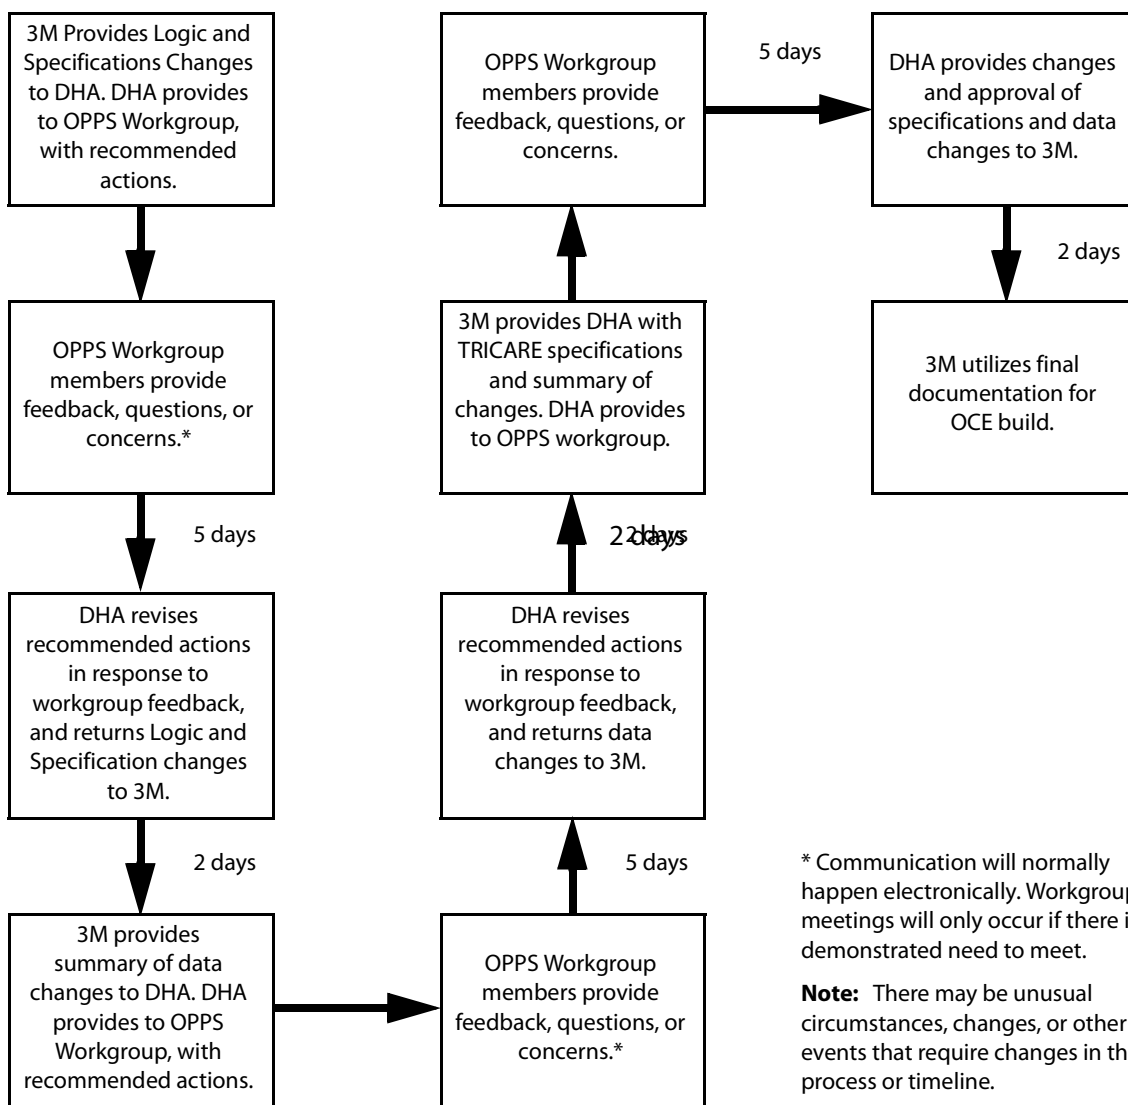 3M Provides Logic and
Specifications Changes
to DHA. DHA provides
to OPPS Workgroup,
with recommended
actions.
OPPS Workgroup
members provide
feedback, questions, or
concerns.*
5 days
DHA revises
recommended actions
in response to
workgroup feedback,
and returns Logic and
Specification changes
to 3M.
2 days
3M provides
summary of data
changes to DHA. DHA
provides to OPPS
Workgroup, with
recommended actions.
OPPS Workgroup
members provide
feedback, questions, or
concerns.*
5 days
DHA revises
recommended actions
in response to
workgroup feedback,
and returns data
changes to 3M.
2 days
2 days
3M provides DHA with
TRICARE specifications
and summary of
changes. DHA provides
to OPPS workgroup.
OPPS Workgroup
members provide
feedback, questions, or
concerns.
5 days
DHA provides changes
and approval of
specifications and data
changes to 3M.
2 days
3M utilizes final
documentation for
OCE build.
* Communication will normally
happen electronically. Workgroup
meetings will only occur if there i
demonstrated need to meet.
Note: There may be unusual
circumstances, changes, or other
events that require changes in th
process or timeline.